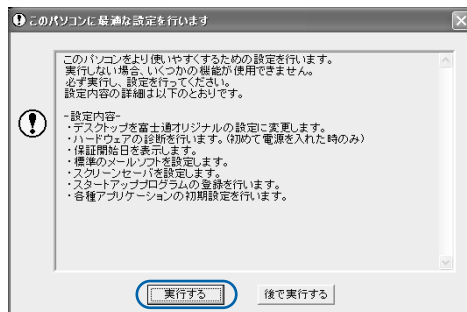 このパソコンに最適な設定を行います
このパソコンをより使いやすくするための設定を行います。
実行しない場合、いくつかの機能が使用できません。
必ず実行し、設定を行ってください。
設定内容の詳細は以下のとおりです。
-設定内容-
・デスクトップを富士通オリジナルの設定に変更します。
・ハードウェアの診断を行います。(初めて電源を入れた時のみ)
・保証開始日を表示します。
・標準のメールソフトを設定します。
・スクリーンセーバを設定します。
・スタートアッププログラムの登録を行います。
・各種アプリケーションの初期設定を行います。
実行する
後で実行する